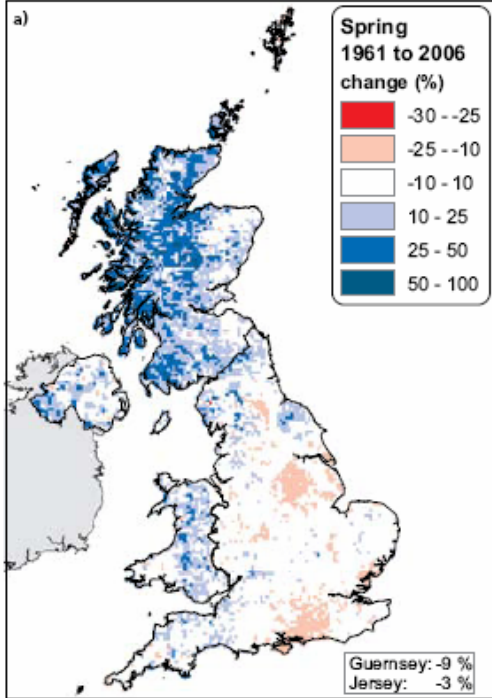 a)
Spring
1961 to 2006
change (%)
-30 - -25
-25 - -10
-10 - 10
10 - 25
25 - 50
50 - 100
Guernsey: -9 %
Jersey: -3 %